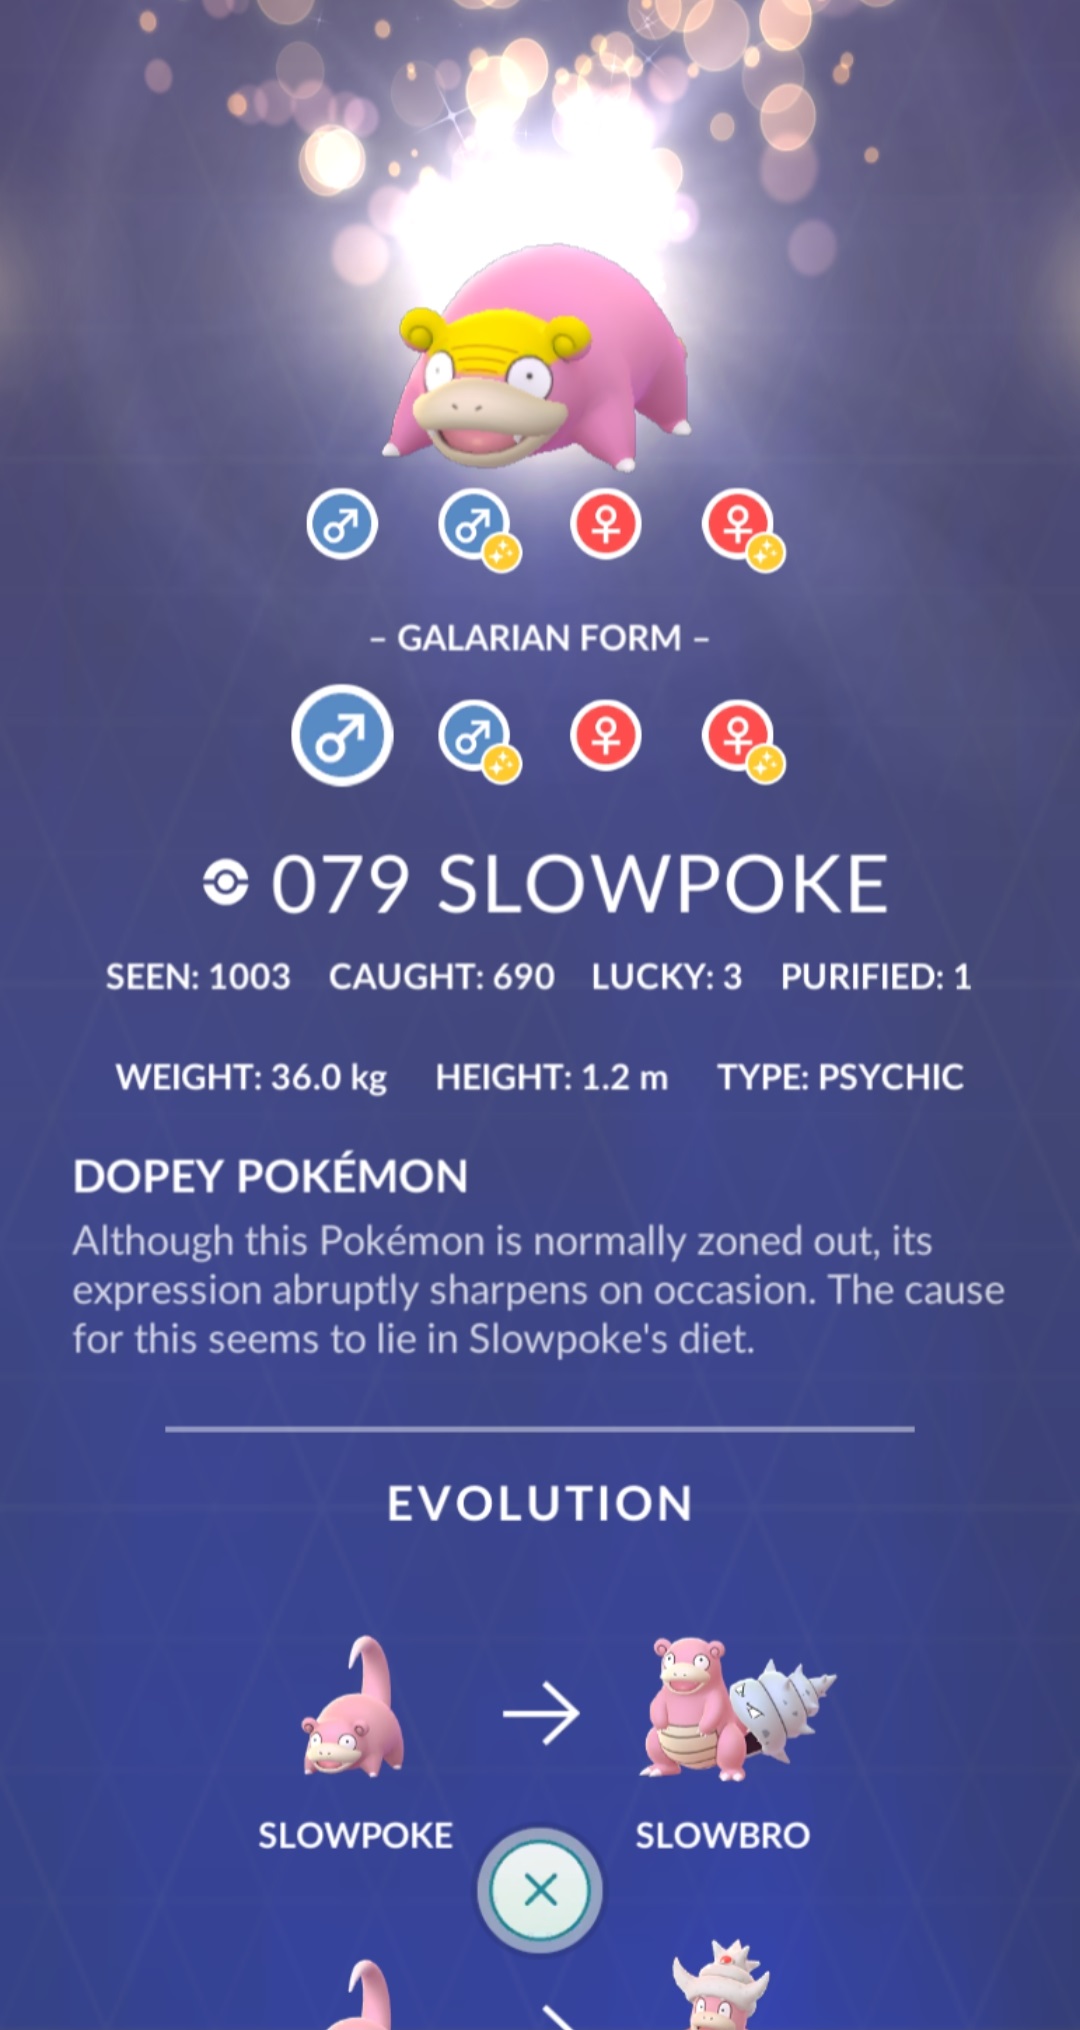 – GALARIAN FORM –
079 SLOWPOKE
SEEN: 1003 CAUGHT: 690 LUCKY: 3 PURIFIED: 1
WEIGHT: 36.0 kg HEIGHT: 1.2 m TYPE: PSYCHIC
DOPEY POKÉMON
Although this Pokémon is normally zoned out, its
expression abruptly sharpens on occasion. The cause
for this seems to lie in Slowpoke's diet.
EVOLUTION
SLOWPOKE SLOWBRO